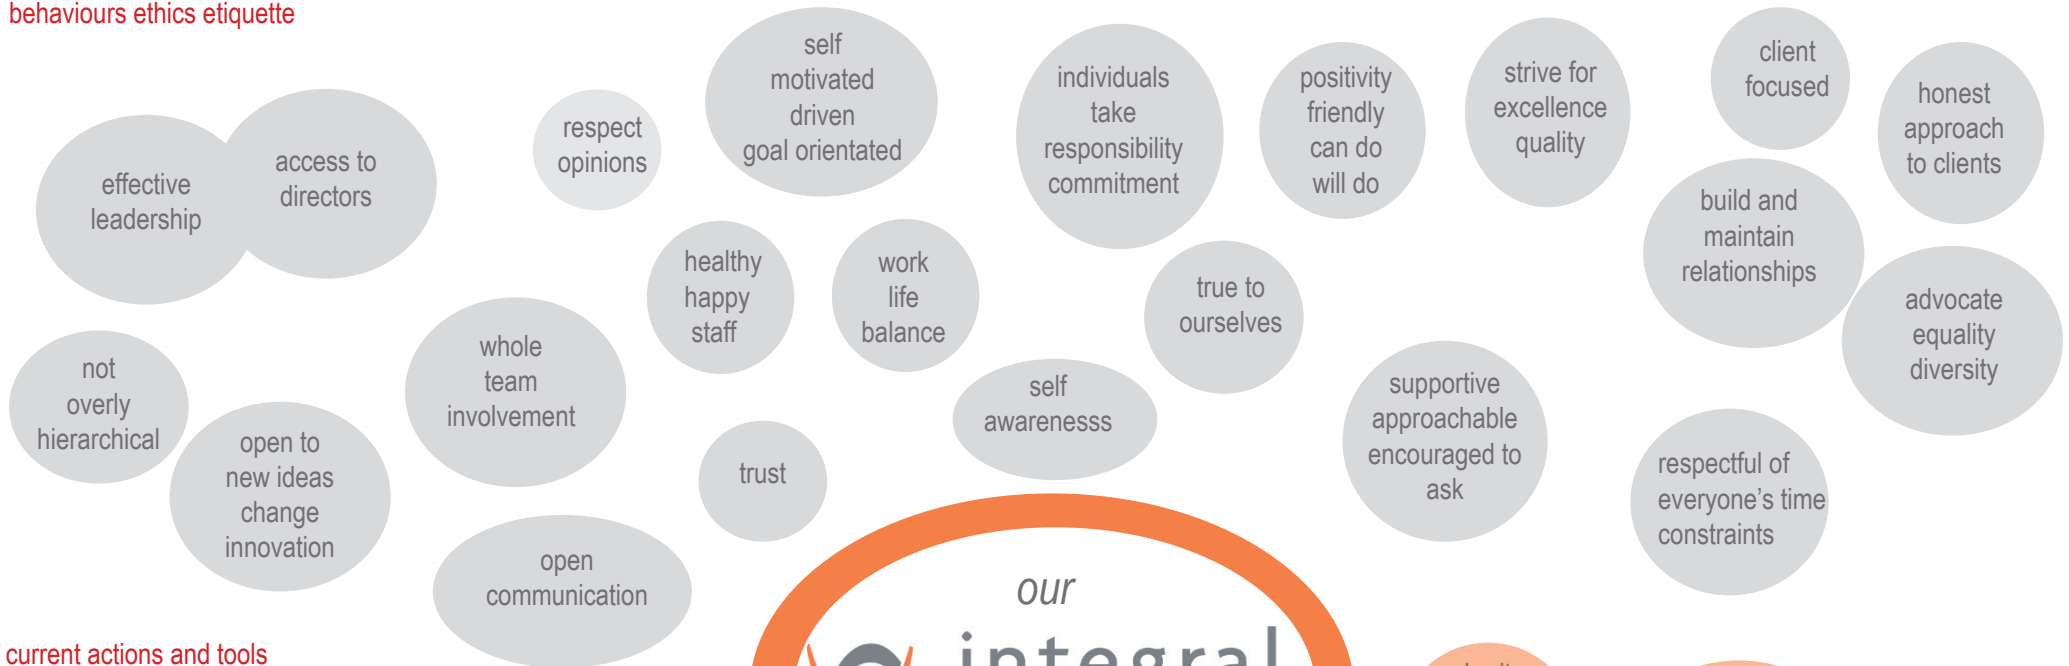 behaviours ethics etiquette
effective
leadership
access to
directors
respect
opinions
self
motivated
driven
goal orientated
individuals
take
responsibility
commitment
positivity
friendly
can do
will do
strive for
excellence
quality
client
focused
honest
approach
to clients
build and
maintain
relationships
advocate
equality
diversity
healthy
happy
staff
work
life
balance
true to
ourselves
not
overly
hierarchical
open to
new ideas
change
innovation
whole
team
involvement
trust
self
awarenesss
supportive
approachable
encouraged to
ask
respectful of
everyone's time
constraints
open
communication
our
integral
current actions and tools